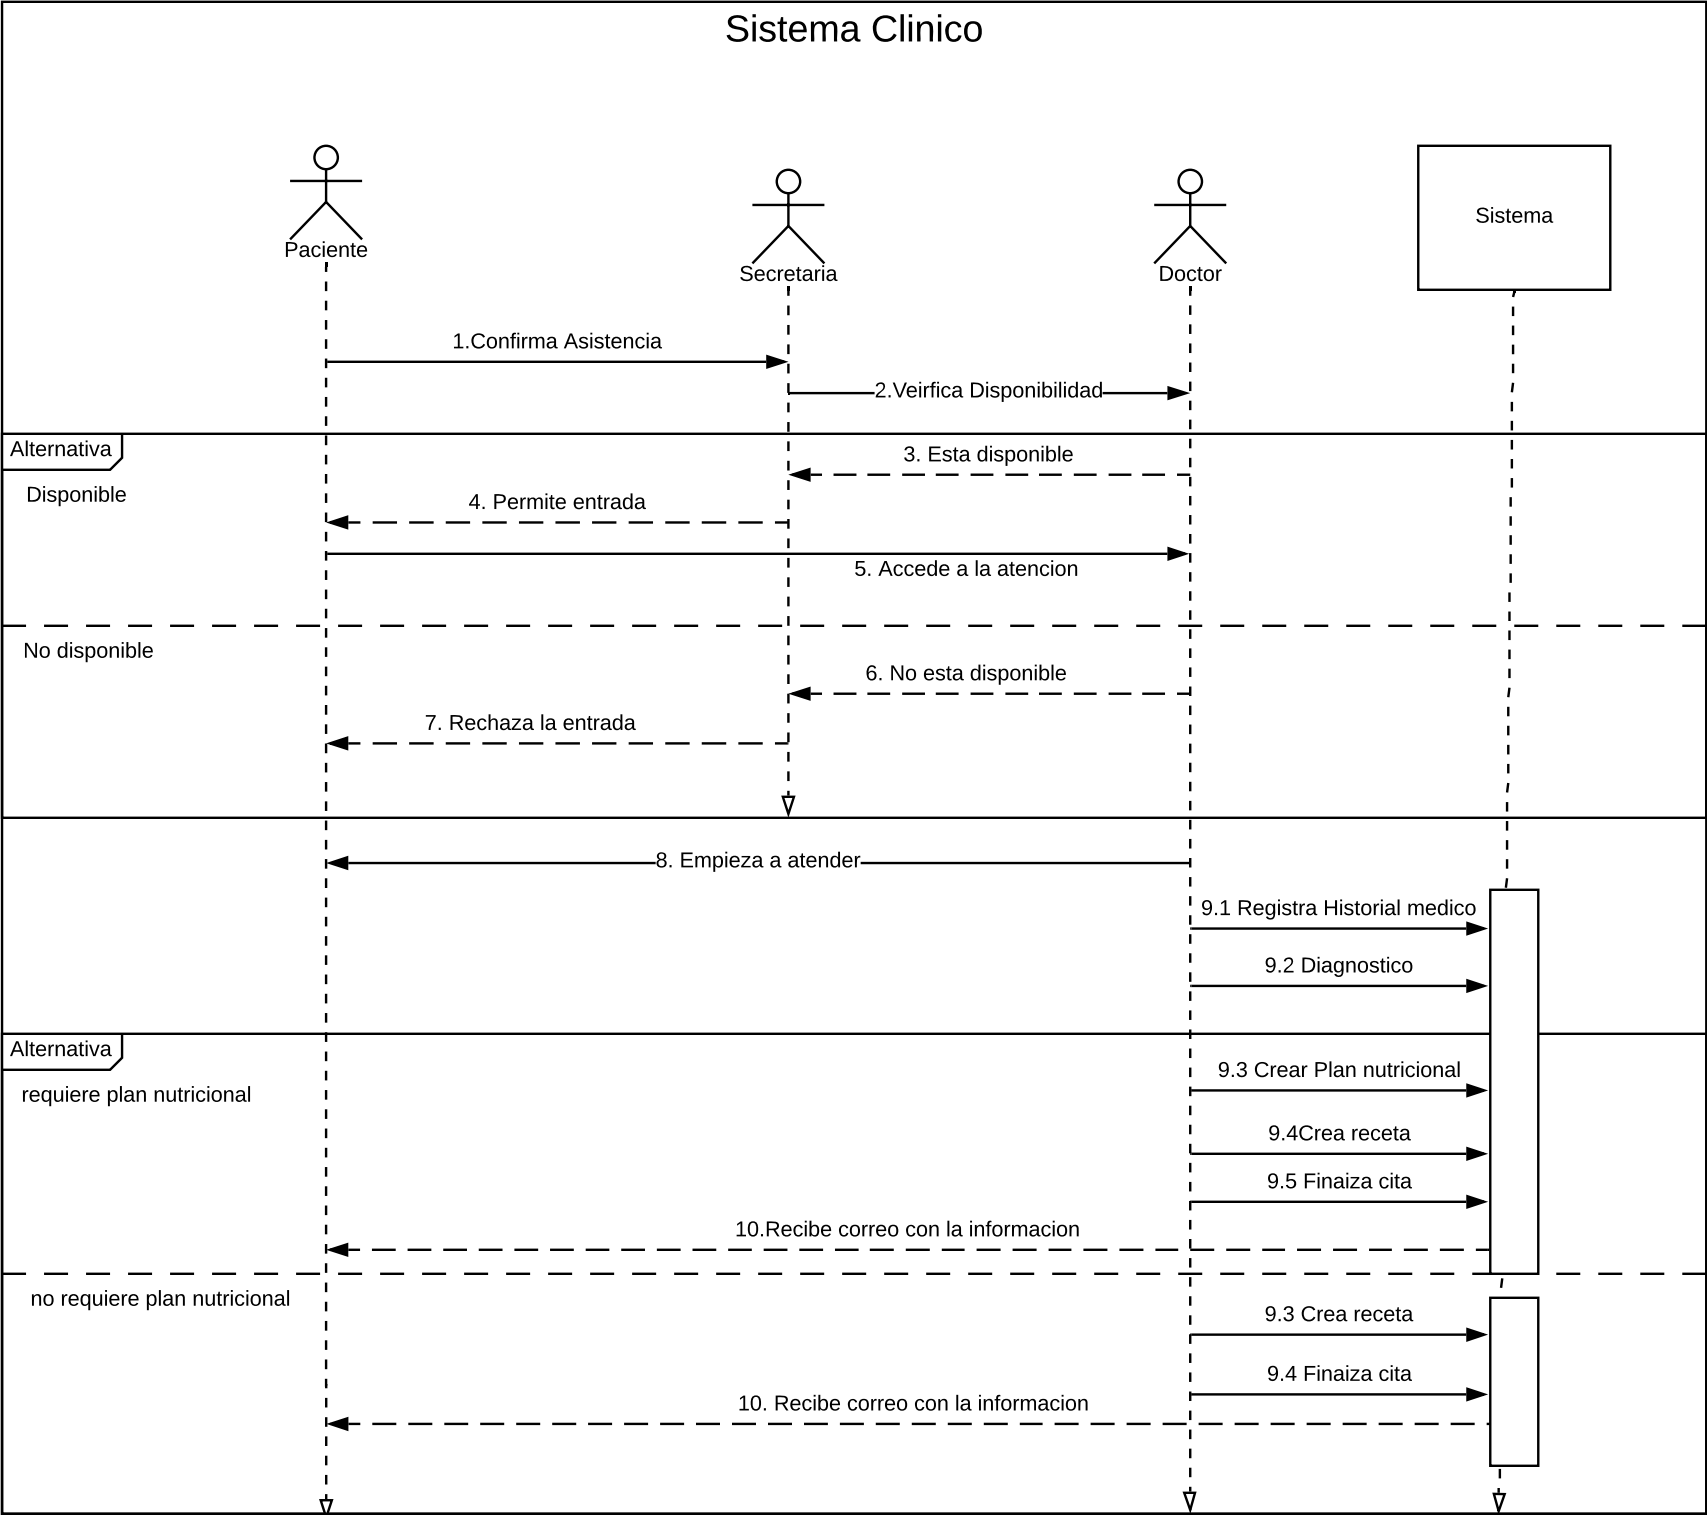 Sistema Clinico
Paciente
Secretaria
Doctor
Sistema
1.Confirma Asistencia
2.Veirfica Disponibilidad
Alternativa
Disponible
3. Esta disponible
4. Permite entrada
5. Accede a la atencion
No disponible
6. No esta disponible
7. Rechaza la entrada
8. Empieza a atender
9.1 Registra Historial medico
9.2 Diagnostico
Alternativa
requiere plan nutricional
9.3 Crear Plan nutricional
9.4Crea receta
9.5 Finaiza cita
10.Recibe correo con la informacion
no requiere plan nutricional
9.3 Crea receta
9.4 Finaiza cita
10. Recibe correo con la informacion